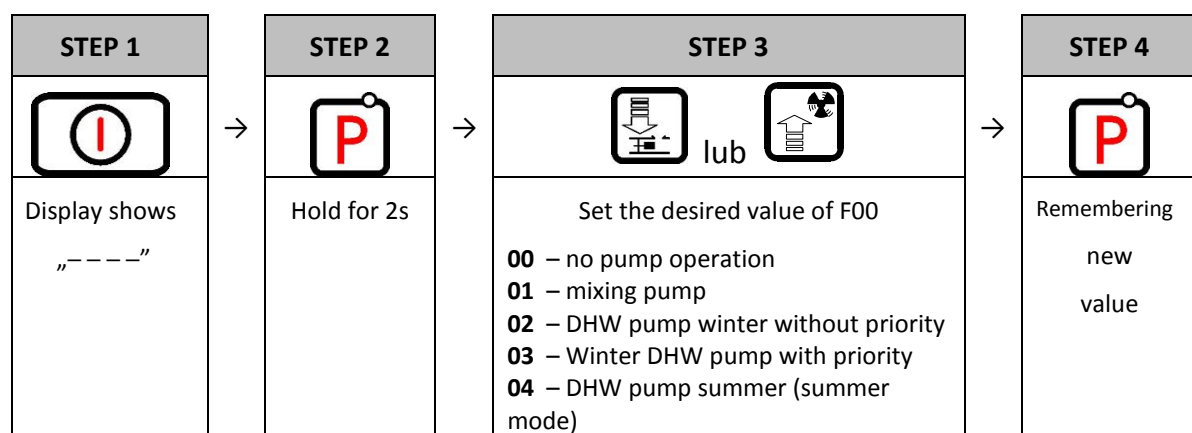 STEP 1
STEP 2
STEP 3
STEP 4
P
lub
P
Display shows
„– – – –”
Hold for 2s
Set the desired value of F00
00 – no pump operation
01 – mixing pump
02 – DHW pump winter without priority
03 – Winter DHW pump with priority
04 – DHW pump summer (summer
mode)
Remembering
new
value